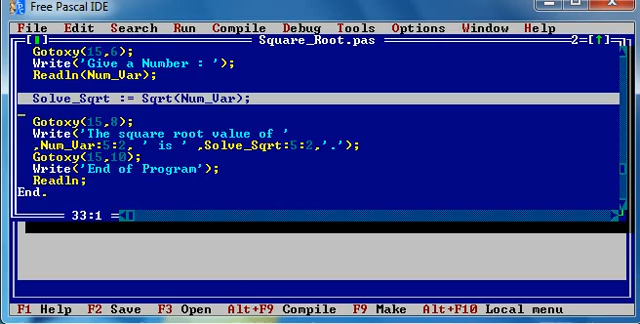 Free Pascal IDE
File Edit Search Run Compile Debug Tools Options Window Help
[■] Square_Root.pas 2=[↑]
Gotoxy(15,6);
Write('Give a Number : ');
Readln(Num_Var);
Solve_Sqrt := Sqrt(Num_Var);
Gotoxy(15,8);
Write('The square root value of '
,Num_Var:5:2, ' is ' ,Solve_Sqrt:5:2,'.');
Gotoxy(15,10);
Write('End of Program');
Readln;
End.
33:1
F1 Help F2 Save F3 Open Alt+F9 Compile F9 Make Alt+F10 Local menu